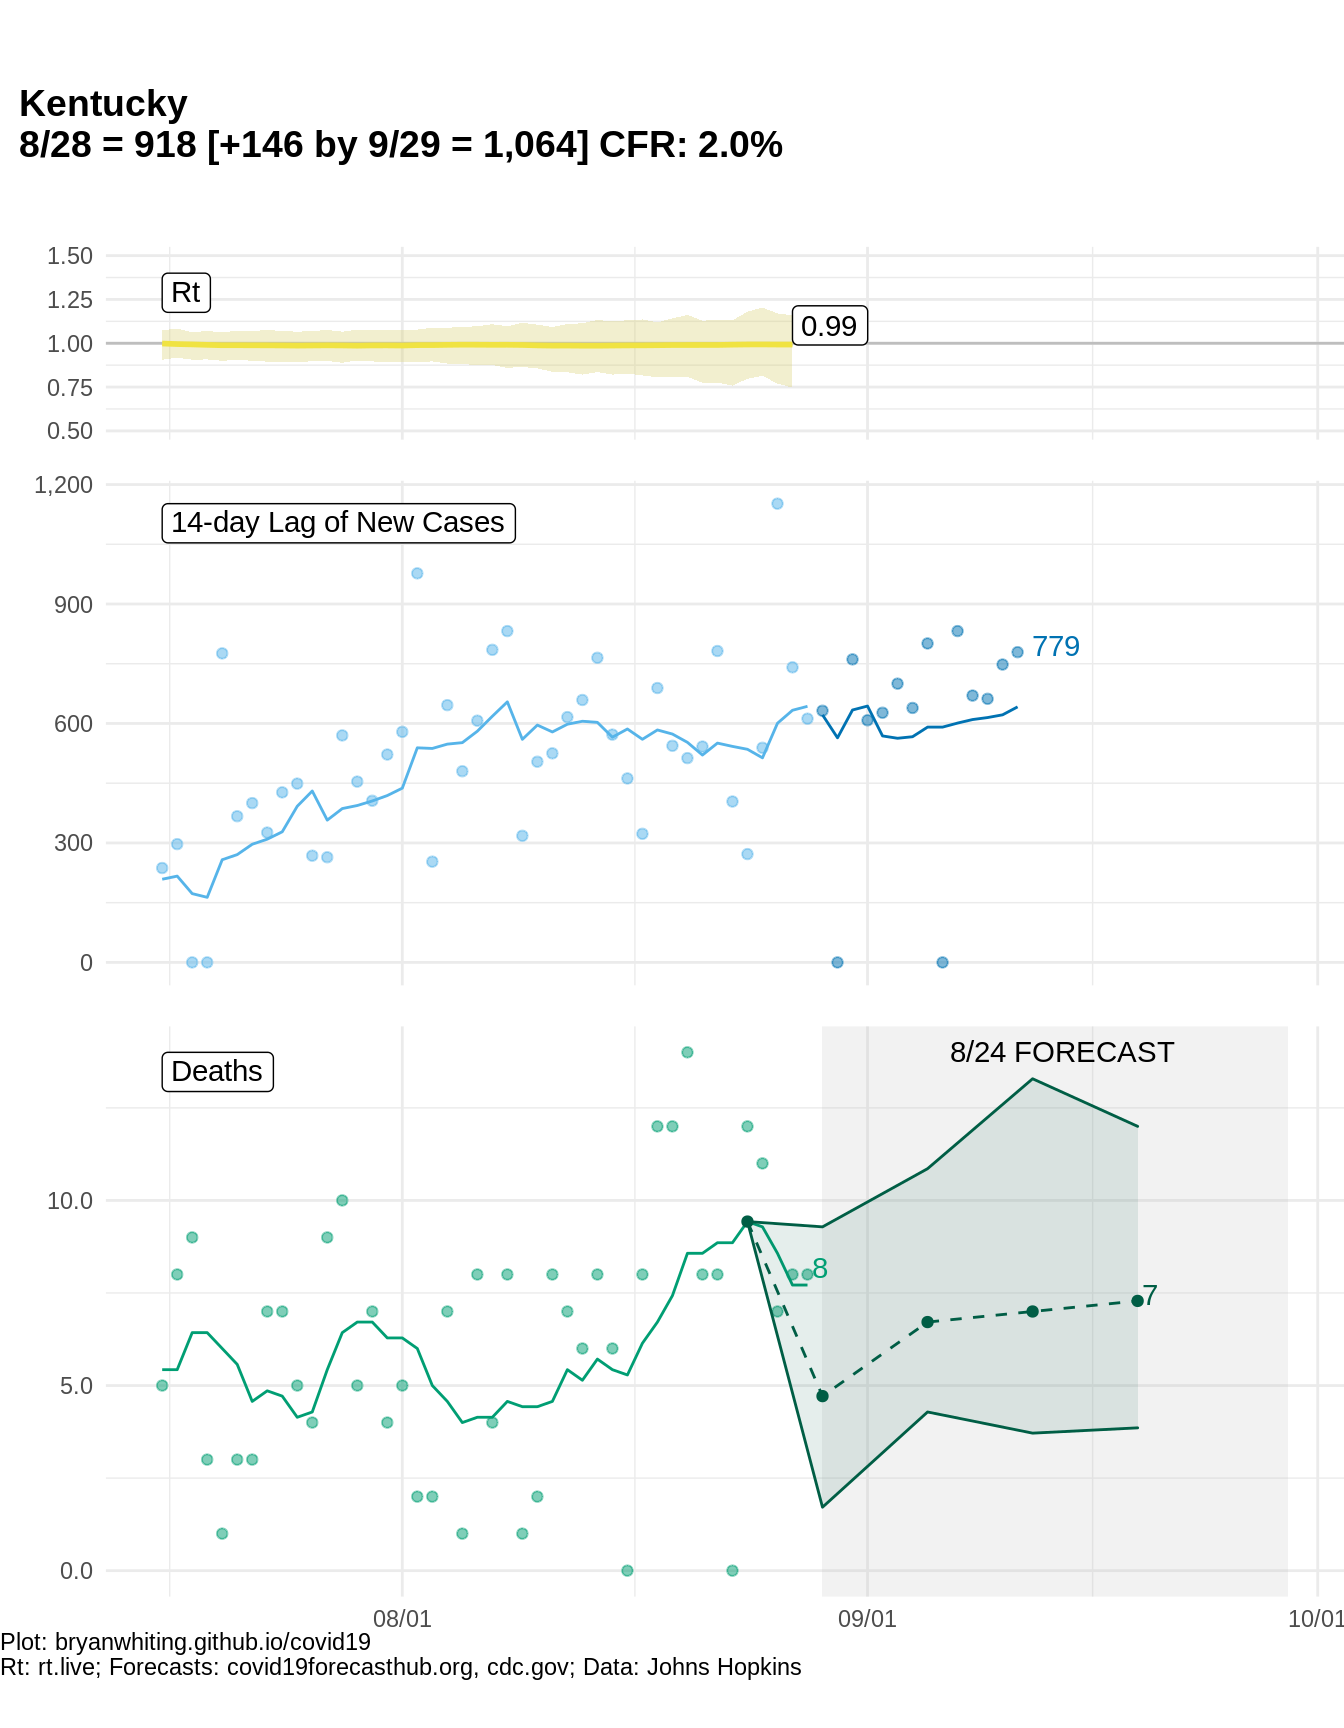 Kentucky
8/28 = 918 [+146 by 9/29 = 1,064] CFR: 2.0%
1.50
Rt
1.25
0.99
1.00
0.75
0.50
1,200
14-day Lag of New Cases
900
779
600
300
0
8/24 FORECAST
Deaths
10.0
8
7
5.0
0.0
08/01
09/01
10/01
Plot: bryanwhiting.github.io/covid19
Rt: rt.live; Forecasts: covid19forecasthub.org, cdc.gov; Data: Johns Hopkins